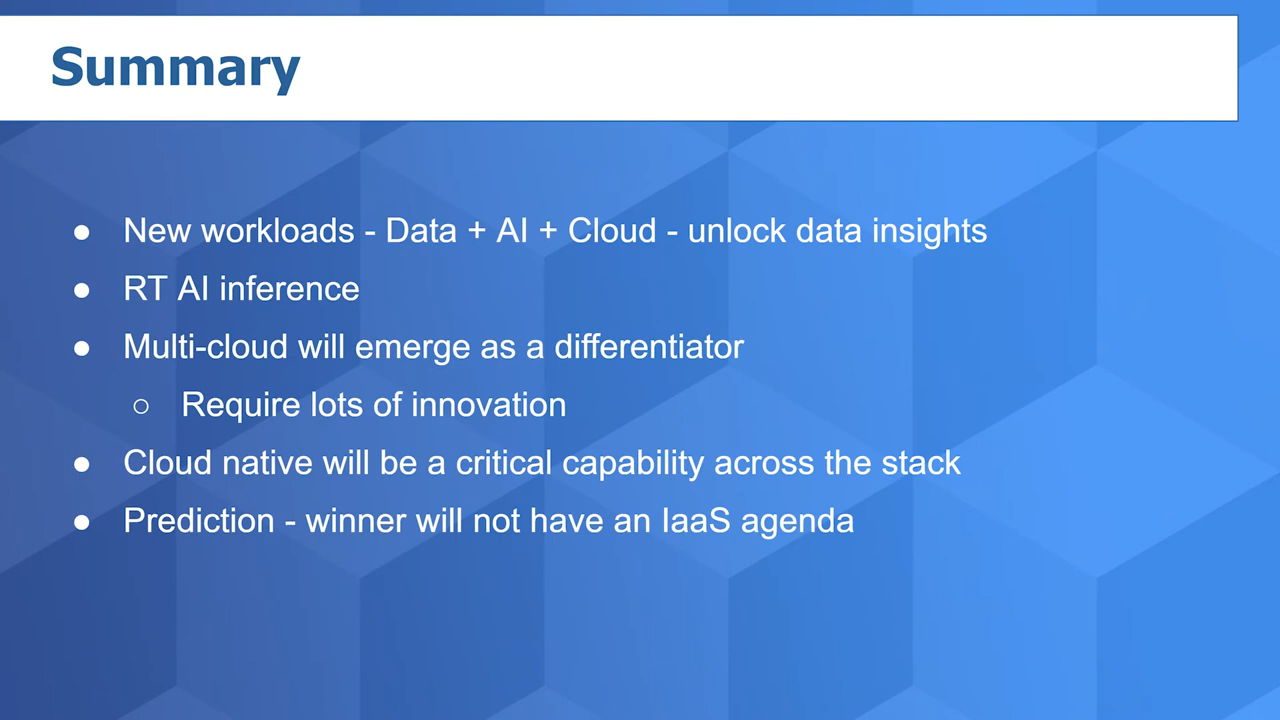 Summary
● New workloads - Data + AI + Cloud - unlock data insights
● RT AI inference
● Multi-cloud will emerge as a differentiator
○ Require lots of innovation
● Cloud native will be a critical capability across the stack
● Prediction - winner will not have an IaaS agenda